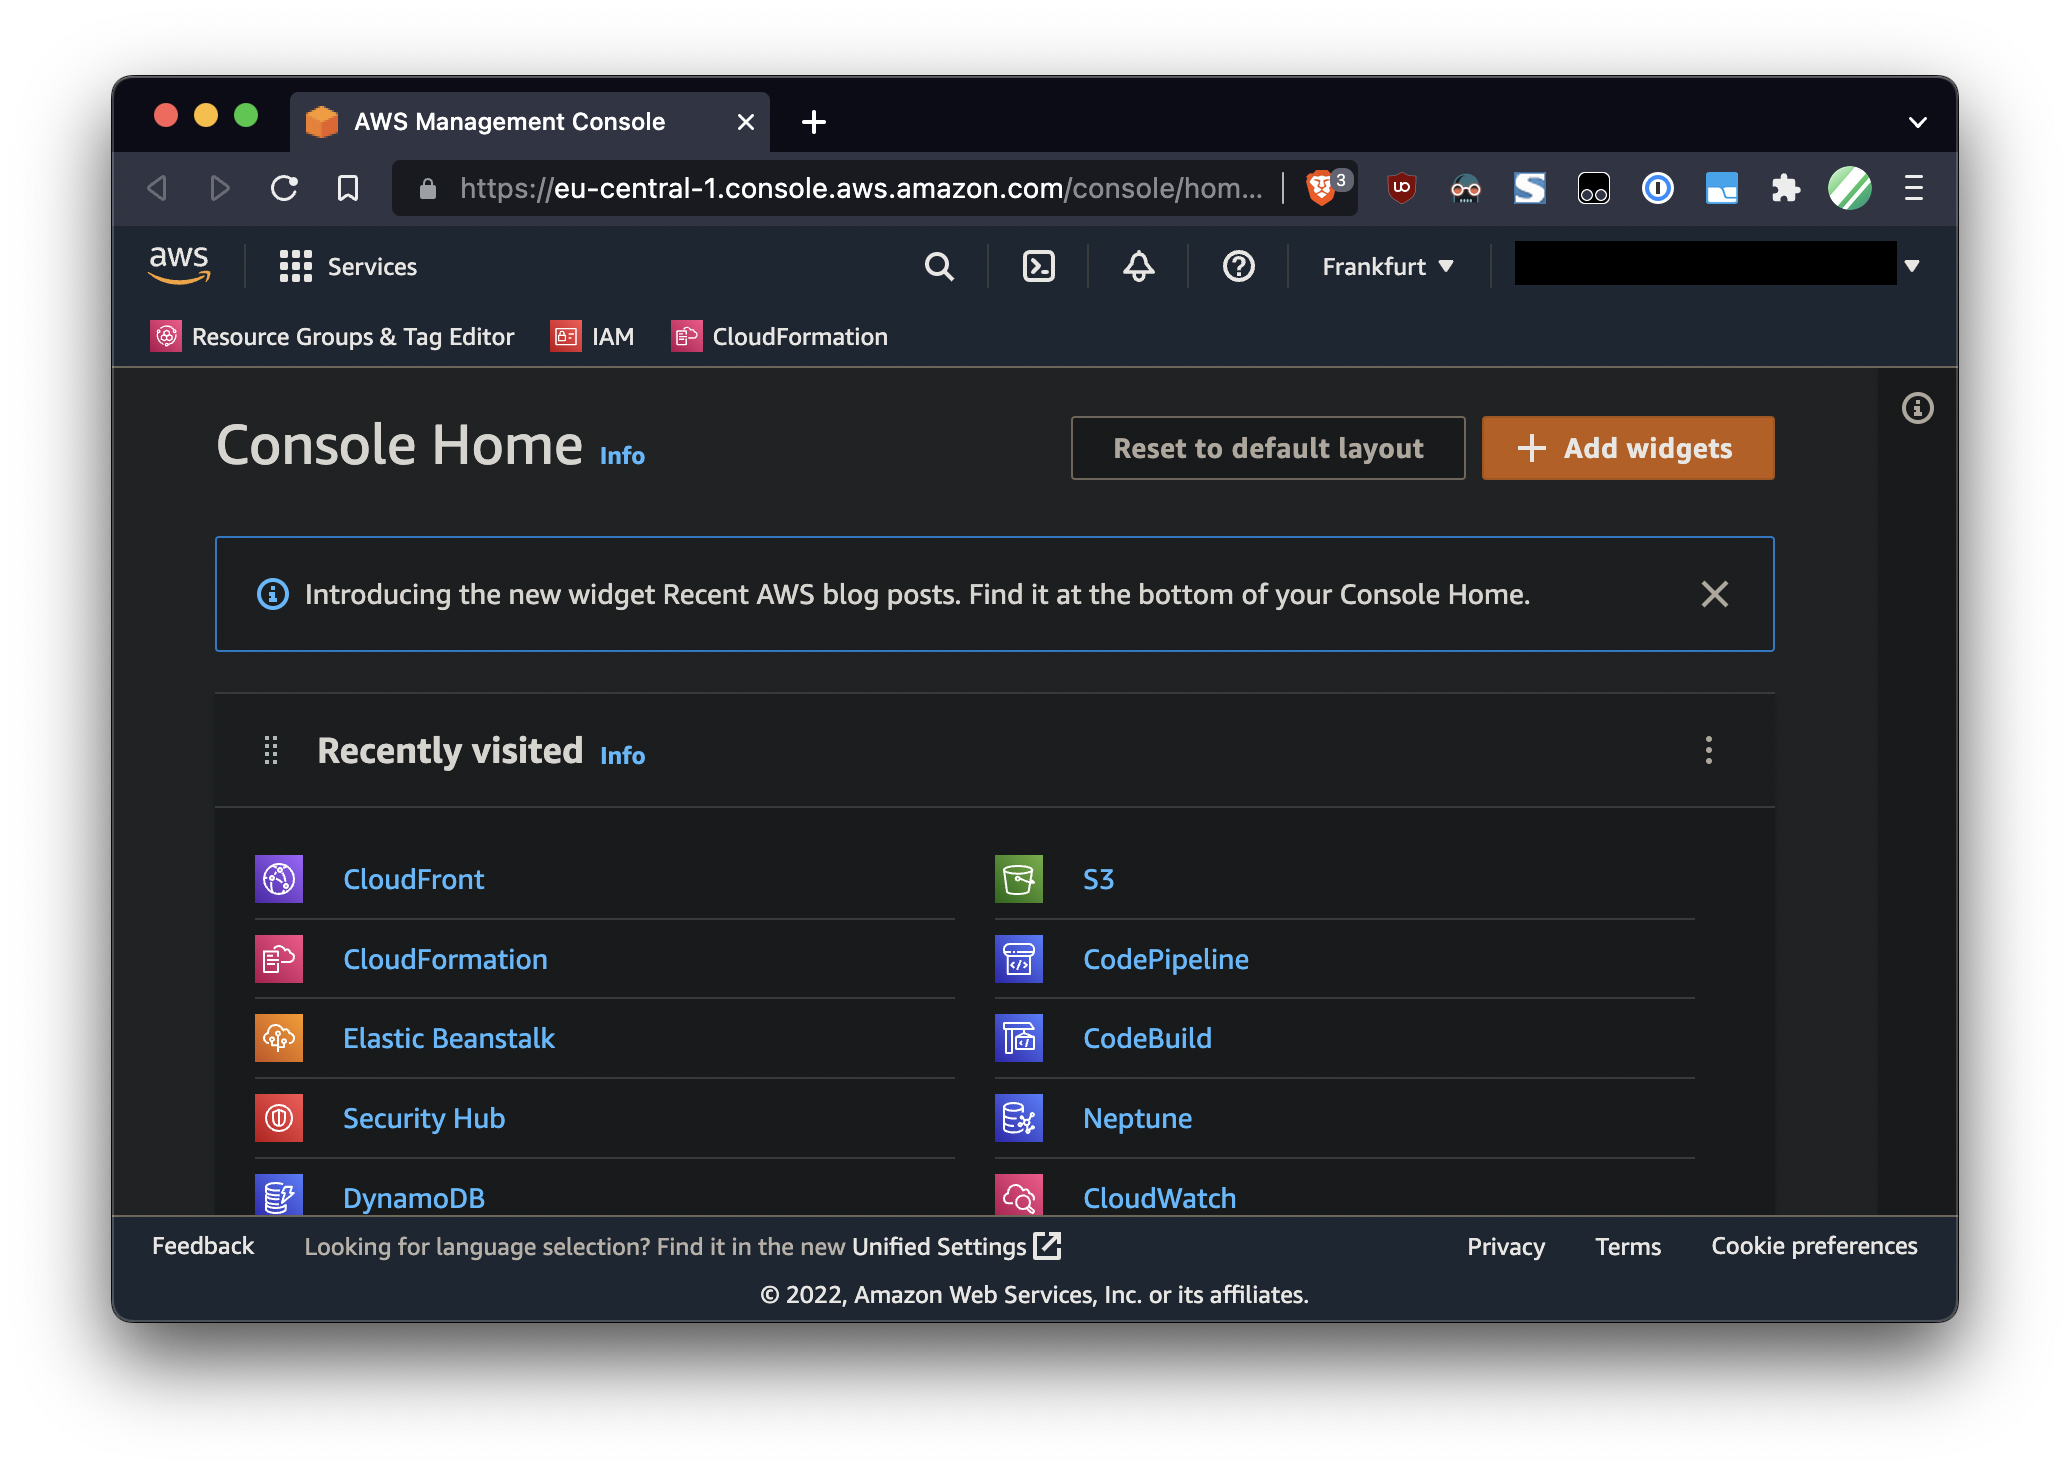 AWS Management Console
https://eu-central-1.console.aws.amazon.com/console/hom...
3
aws
Services
Frankfurt
Resource Groups & Tag Editor
IAM
CloudFormation
Console Home
Info
Reset to default layout
Add widgets
Introducing the new widget Recent AWS blog posts. Find it at the bottom of your Console Home.
Recently visited
Info
CloudFront
S3
CloudFormation
CodePipeline
Elastic Beanstalk
CodeBuild
Security Hub
Neptune
DynamoDB
CloudWatch
Feedback
Looking for language selection? Find it in the new Unified Settings
Privacy
Terms
Cookie preferences
© 2022, Amazon Web Services, Inc. or its affiliates.